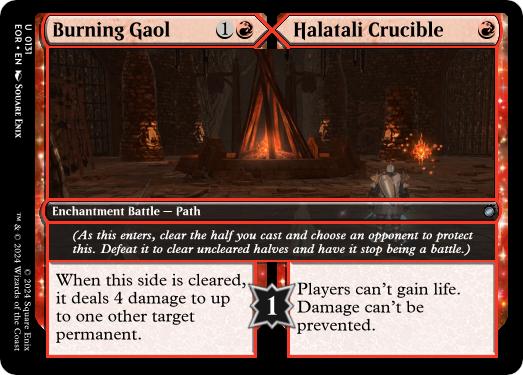 Burning Gaol 1
Halatali Crucible
Enchantment Battle — Path
(As this enters, clear the half you cast and choose an opponent to protect
this. Defeat it to clear uncleared halves and have it stop being a battle.)
When this side is cleared,
it deals 4 damage to up
to one other target
permanent.
1
Players can't gain life.
Damage can't be
prevented.
U 0131
EOR • EN Square Enix
™ & © 2024 Wizards of the Coast
© 2024 Square Enix